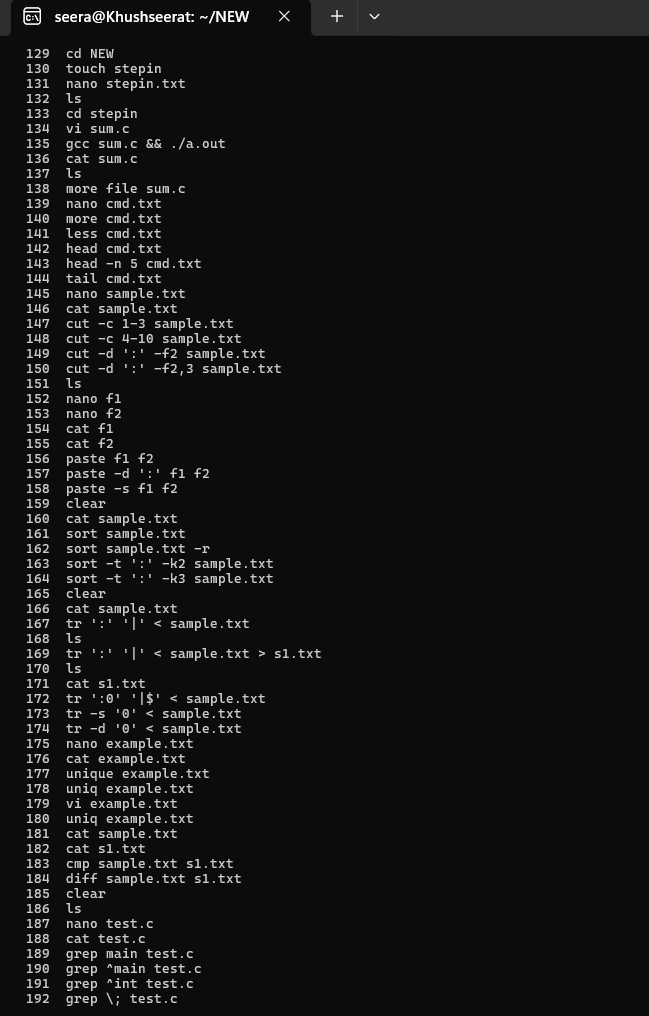 seera@Khushseerat: ~/NEW
129 cd NEW
130 touch stepin
131 nano stepin.txt
132 ls
133 cd stepin
134 vi sum.c
135 gcc sum.c && ./a.out
136 cat sum.c
137 ls
138 more file sum.c
139 nano cmd.txt
140 more cmd.txt
141 less cmd.txt
142 head cmd.txt
143 head -n 5 cmd.txt
144 tail cmd.txt
145 nano sample.txt
146 cat sample.txt
147 cut -c 1-3 sample.txt
148 cut -c 4-10 sample.txt
149 cut -d ':' -f2 sample.txt
150 cut -d ':' -f2,3 sample.txt
151 ls
152 nano f1
153 nano f2
154 cat f1
155 cat f2
156 paste f1 f2
157 paste -d ':' f1 f2
158 paste -s f1 f2
159 clear
160 cat sample.txt
161 sort sample.txt
162 sort sample.txt -r
163 sort -t ':' -k2 sample.txt
164 sort -t ':' -k3 sample.txt
165 clear
166 cat sample.txt
167 tr ':' '|' < sample.txt
168 ls
169 tr ':' '|' < sample.txt > s1.txt
170 ls
171 cat s1.txt
172 tr ':0' '|$' < sample.txt
173 tr -s '0' < sample.txt
174 tr -d '0' < sample.txt
175 nano example.txt
176 cat example.txt
177 unique example.txt
178 uniq example.txt
179 vi example.txt
180 uniq example.txt
181 cat sample.txt
182 cat s1.txt
183 cmp sample.txt s1.txt
184 diff sample.txt s1.txt
185 clear
186 ls
187 nano test.c
188 cat test.c
189 grep main test.c
190 grep ^main test.c
191 grep ^int test.c
192 grep \; test.c